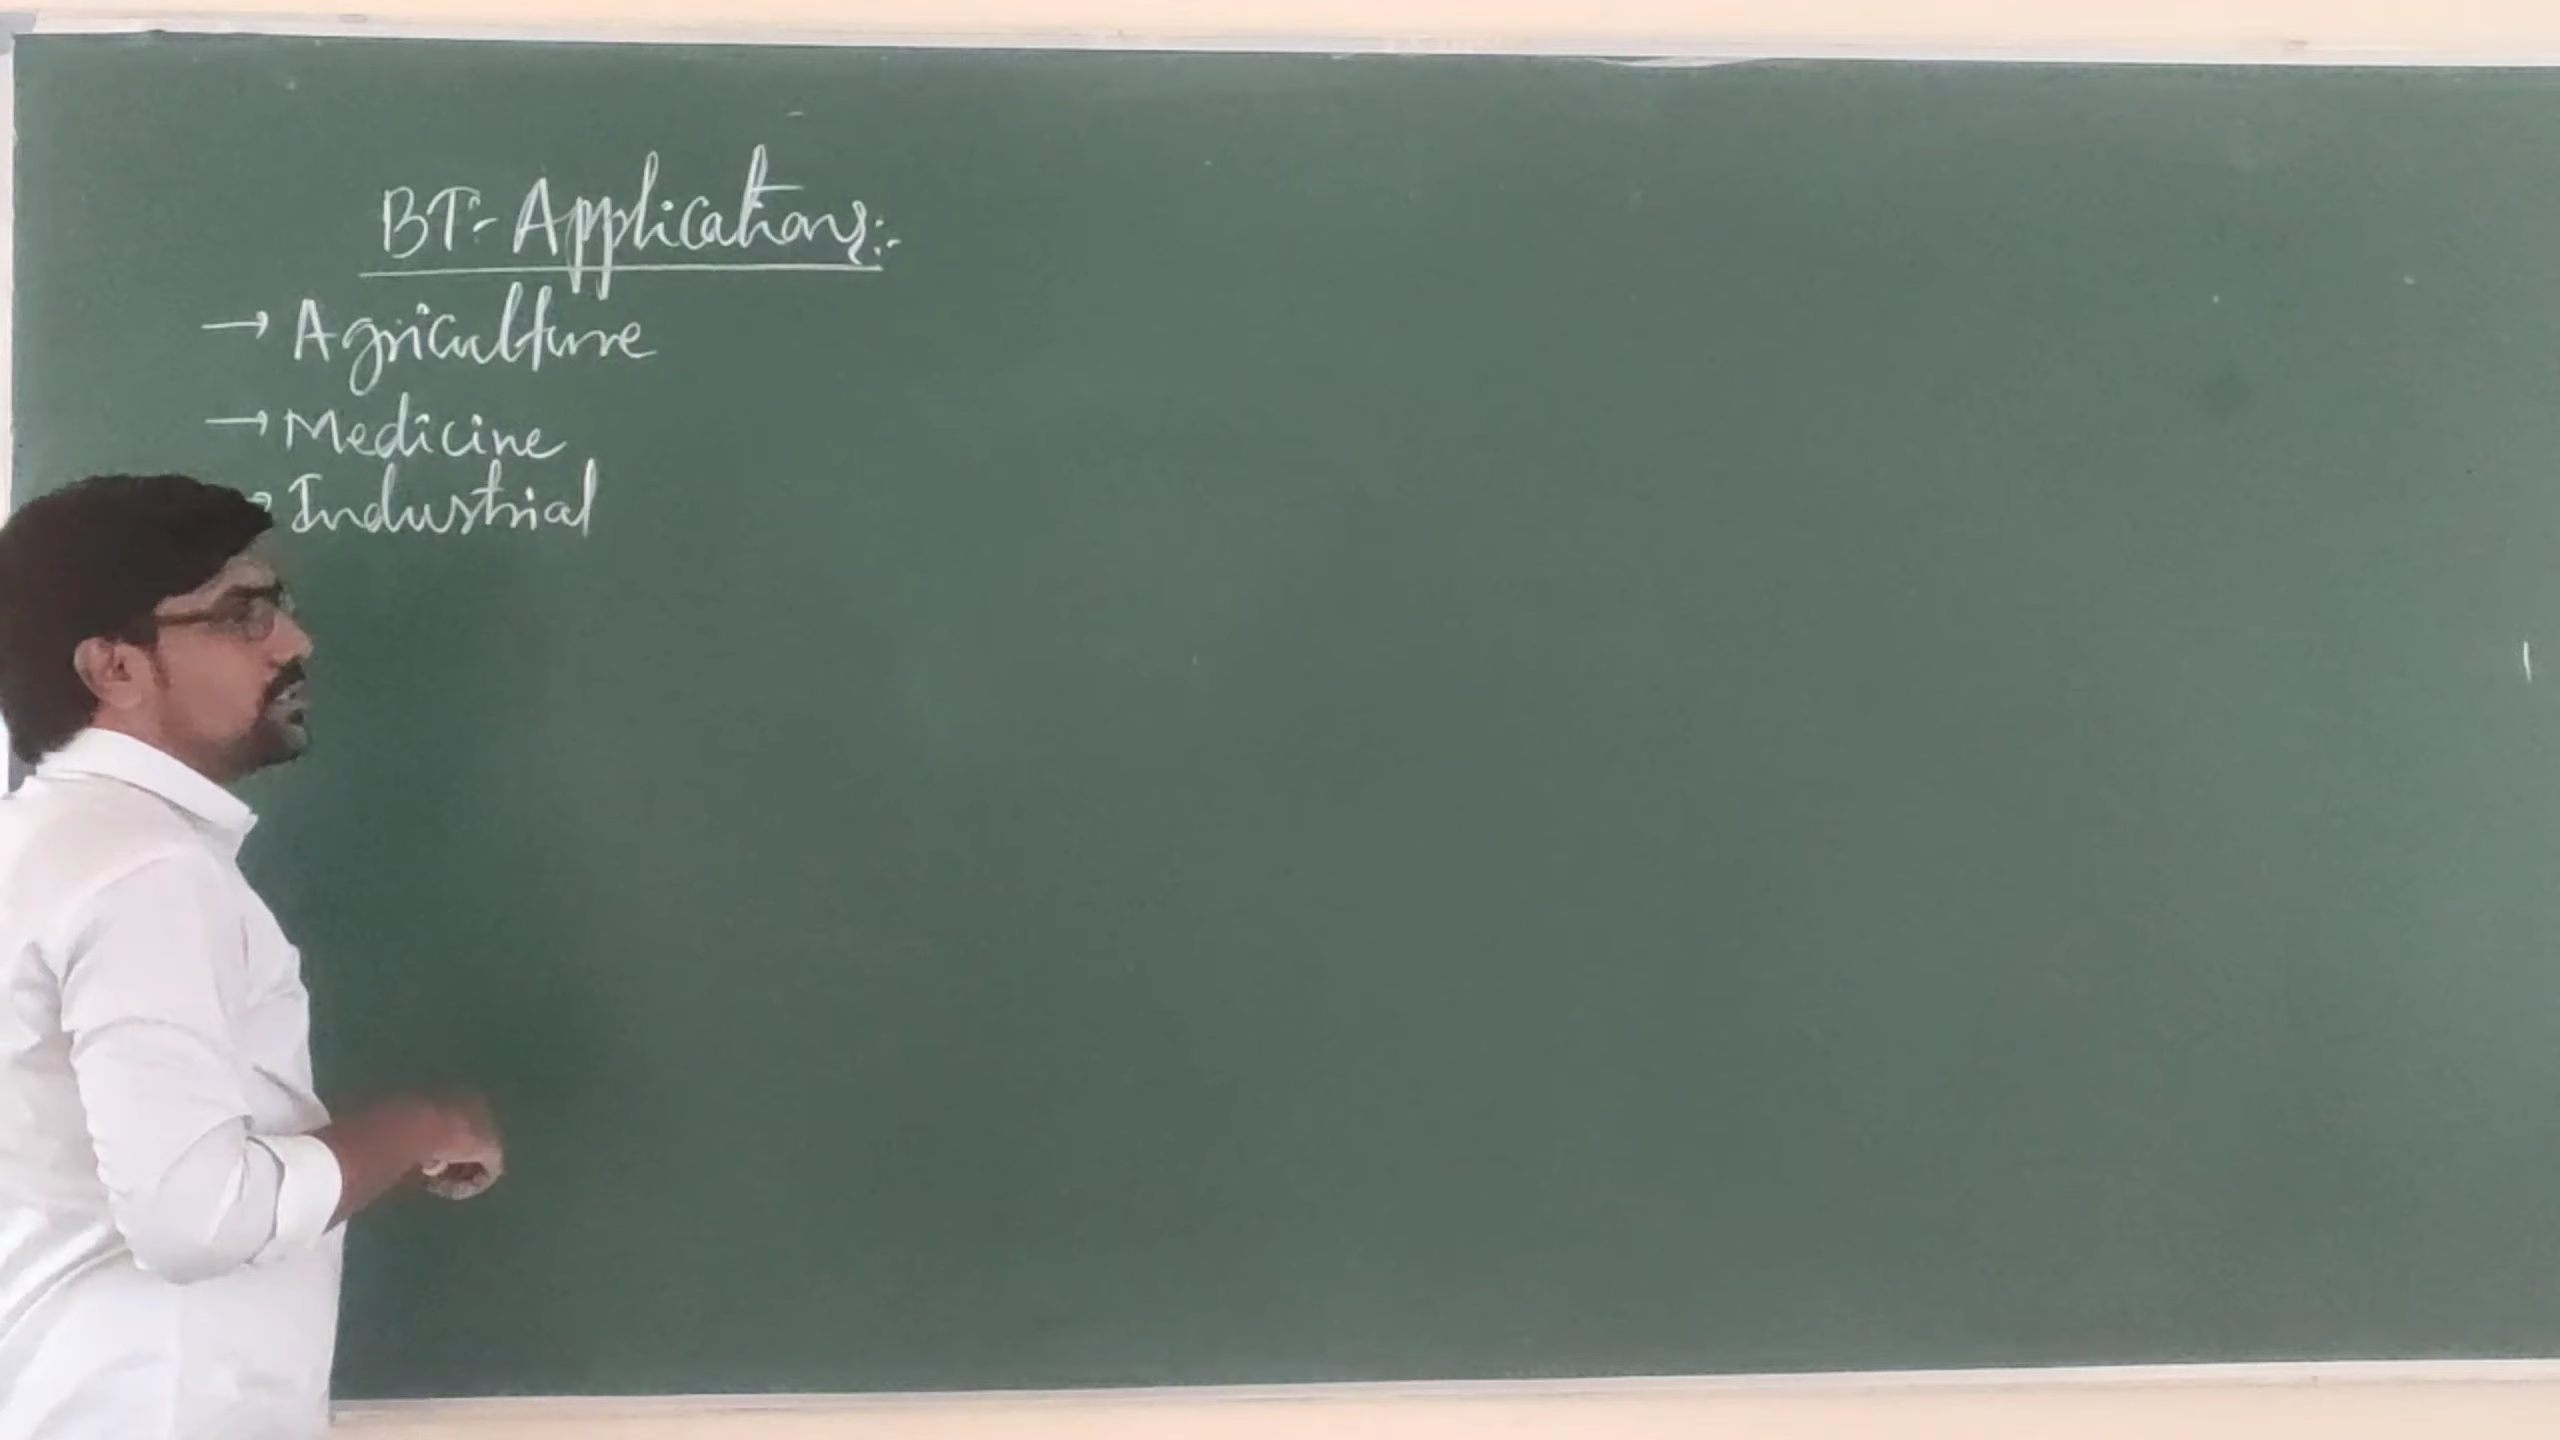 BT:- Applications:-
→ Agriculture
→ Medicine
→ Industrial